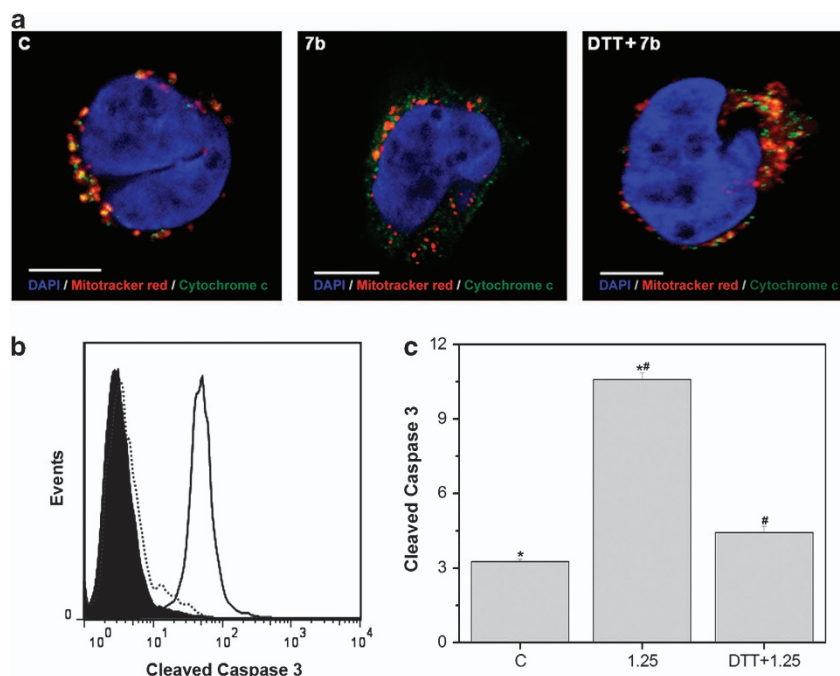 a
C
DAPI / Mitotracker red / Cytochrome c
7b
DAPI / Mitotracker red / Cytochrome c
DTT + 7b
DAPI / Mitotracker red / Cytochrome c
b
Events
0
10^0 10^1 10^2 10^3 10^4
Cleaved Caspase 3
c
Cleaved Caspase 3
12
9
6
3
0
*
*#
#
C 1.25 DTT+1.25